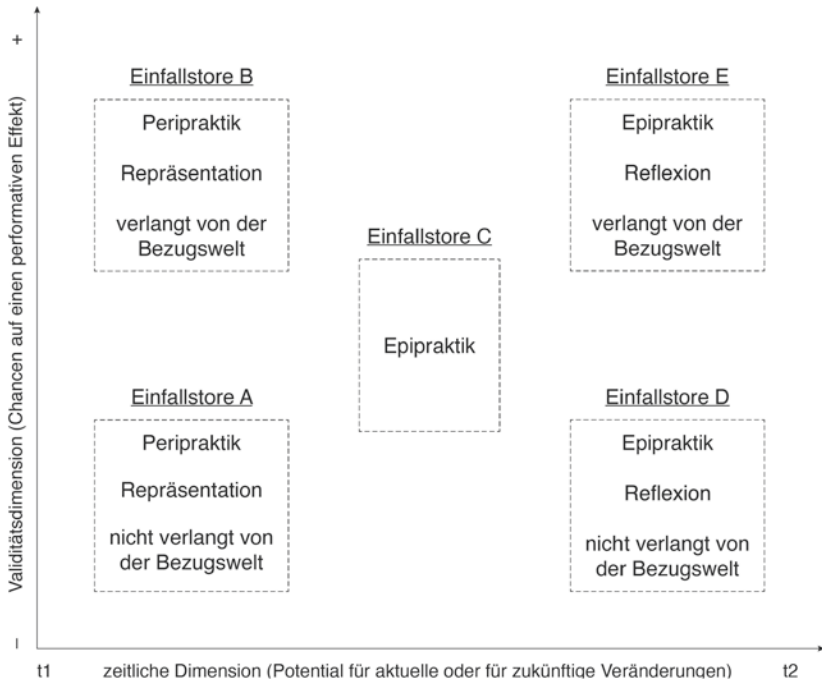 +
Validitätsdimension (Chancen auf einen performativen Effekt)
–
Einfallstore B
Peripraktik
Repräsentation
verlangt von der
Bezugswelt
Einfallstore E
Epipraktik
Reflexion
verlangt von der
Bezugswelt
Einfallstore C
Epipraktik
Einfallstore A
Peripraktik
Repräsentation
nicht verlangt von
der Bezugswelt
Einfallstore D
Epipraktik
Reflexion
nicht verlangt von
der Bezugswelt
t1 zeitliche Dimension (Potential für aktuelle oder für zukünftige Veränderungen) t2